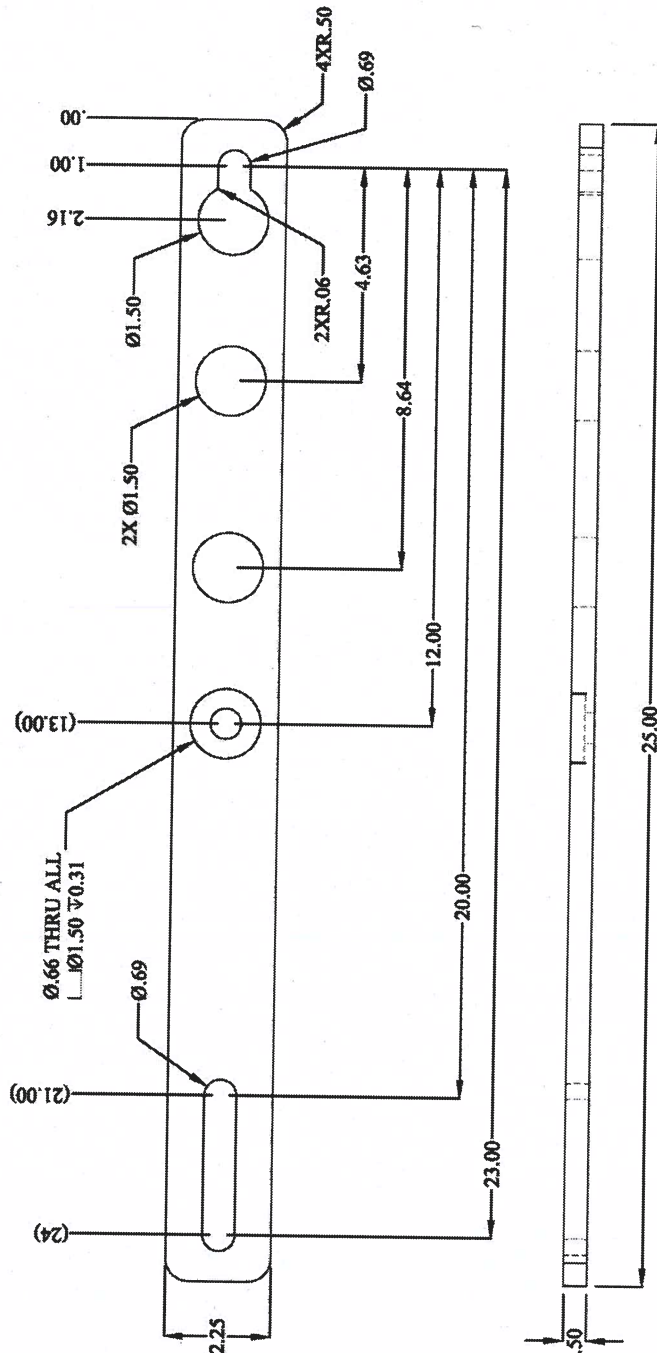 .00
1.00
2.16
4XR.50
Ø.69
Ø1.50
2XR.06
4.63
2X Ø1.50
8.64
(13.00)
12.00
Ø.66 THRU ALL
⌴Ø1.50 ↧0.31
Ø.69
(21.00)
20.00
(24)
23.00
2.25
25.00
.50